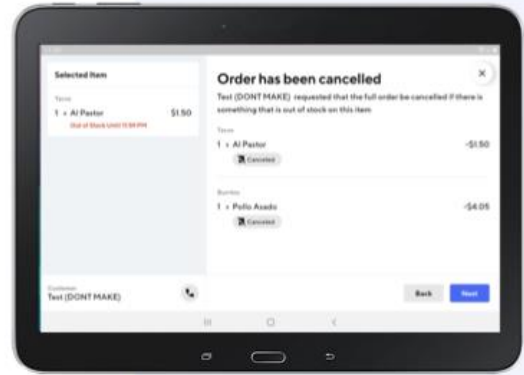 Selected Item
Tacos
1 x Al Pastor $1.50
Out of Stock Until 11:59 PM
Customer
Test (DONT MAKE)
Order has been cancelled
Test (DONT MAKE) requested that the full order be cancelled if there is
something that is out of stock on this item
Tacos
1 x Al Pastor -$1.50
Canceled
Burritos
1 x Pollo Asado -$4.05
Canceled
Back
Next